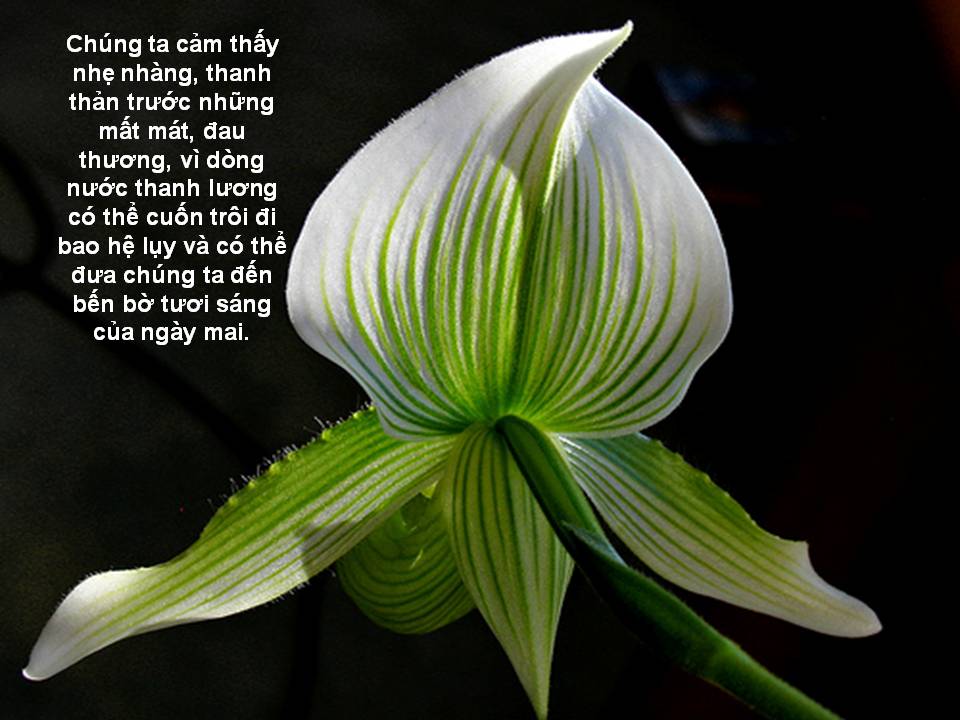 Chúng ta cảm thấy
nhẹ nhàng, thanh
thản trước những
mất mát, đau
thương, vì dòng
nước thanh lương
có thể cuốn trôi đi
bao hệ lụy và có thể
đưa chúng ta đến
bến bờ tươi sáng
của ngày mai.